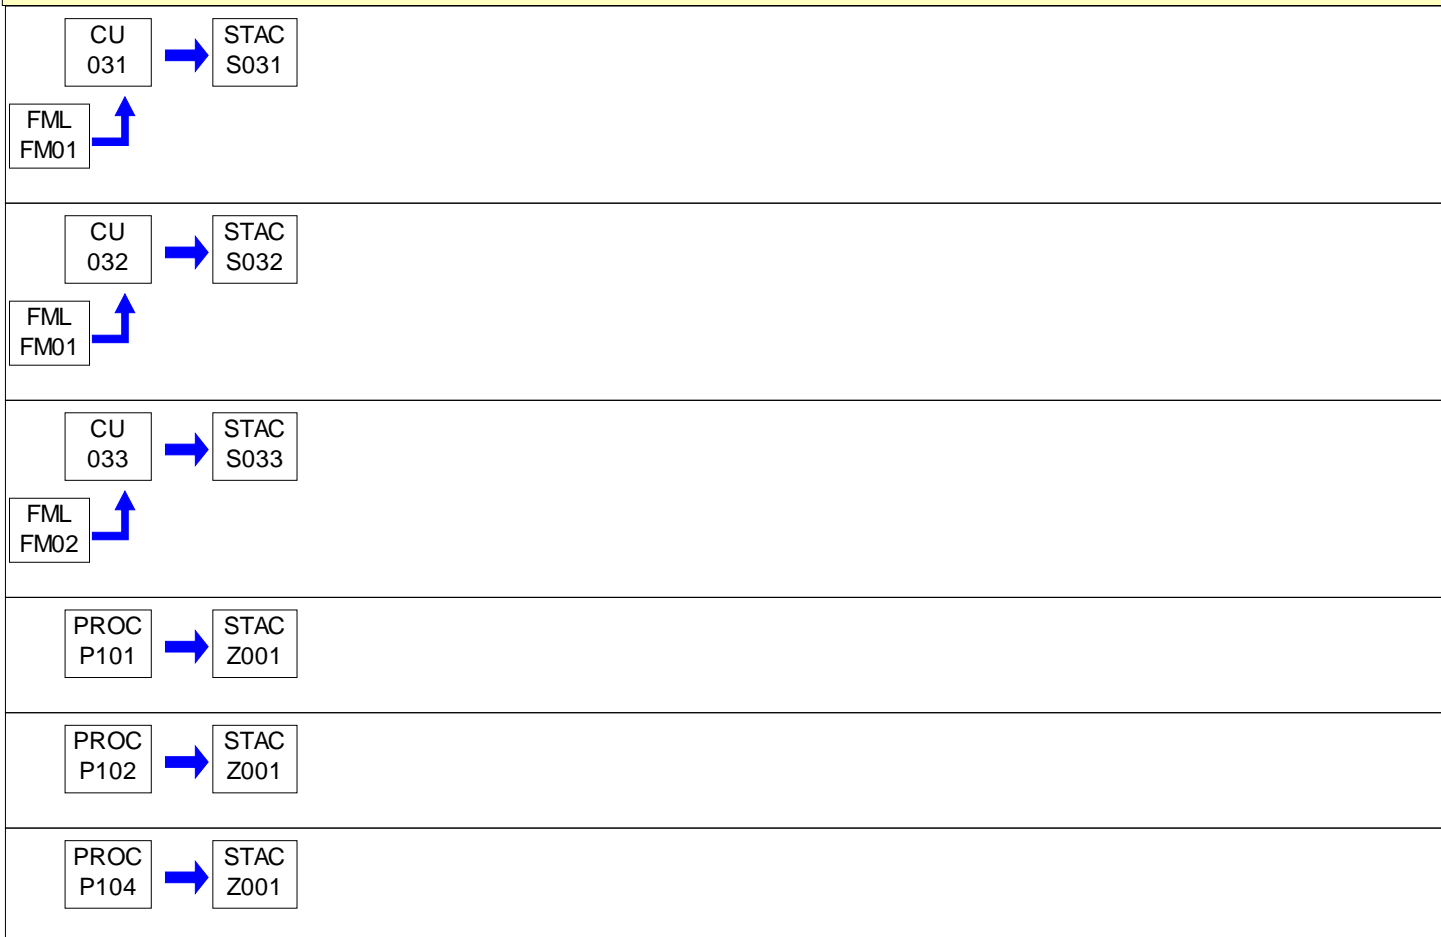 CU
031
STAC
S031
FML
FM01
CU
032
STAC
S032
FML
FM01
CU
033
STAC
S033
FML
FM02
PROC
P101
STAC
Z001
PROC
P102
STAC
Z001
PROC
P104
STAC
Z001